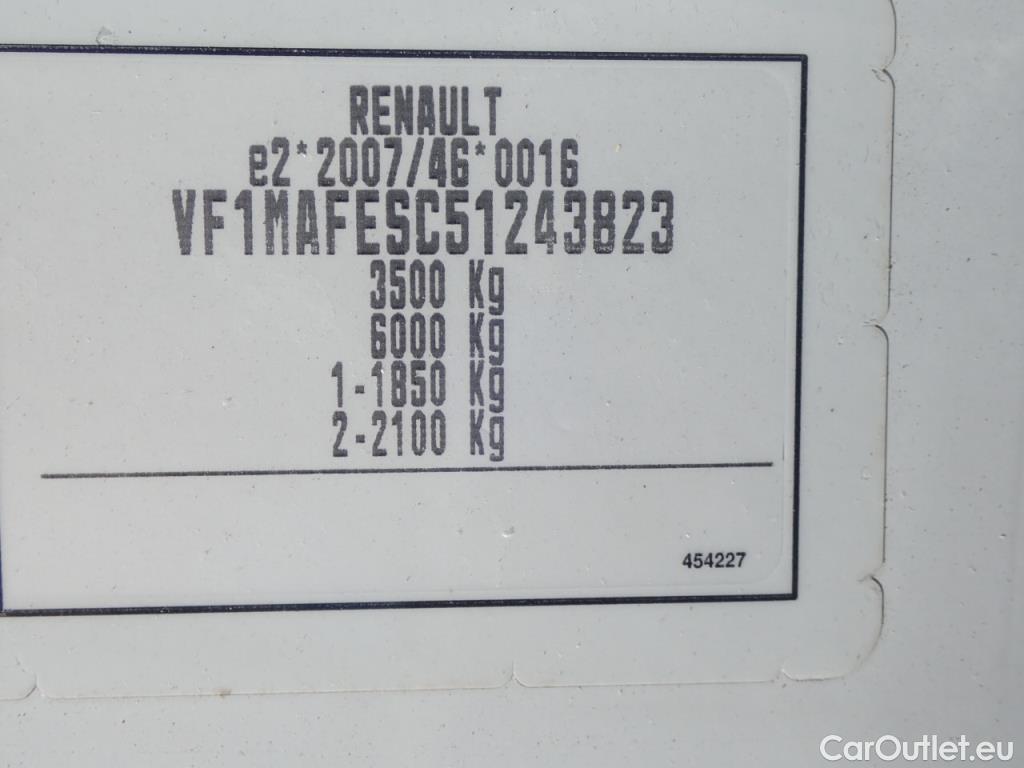 RENAULT
e2*2007/46*0016
VF1MAFESC51243823
3500 Kg
6000 Kg
1-1850 Kg
2-2100 Kg
454227
CarOutlet.eu